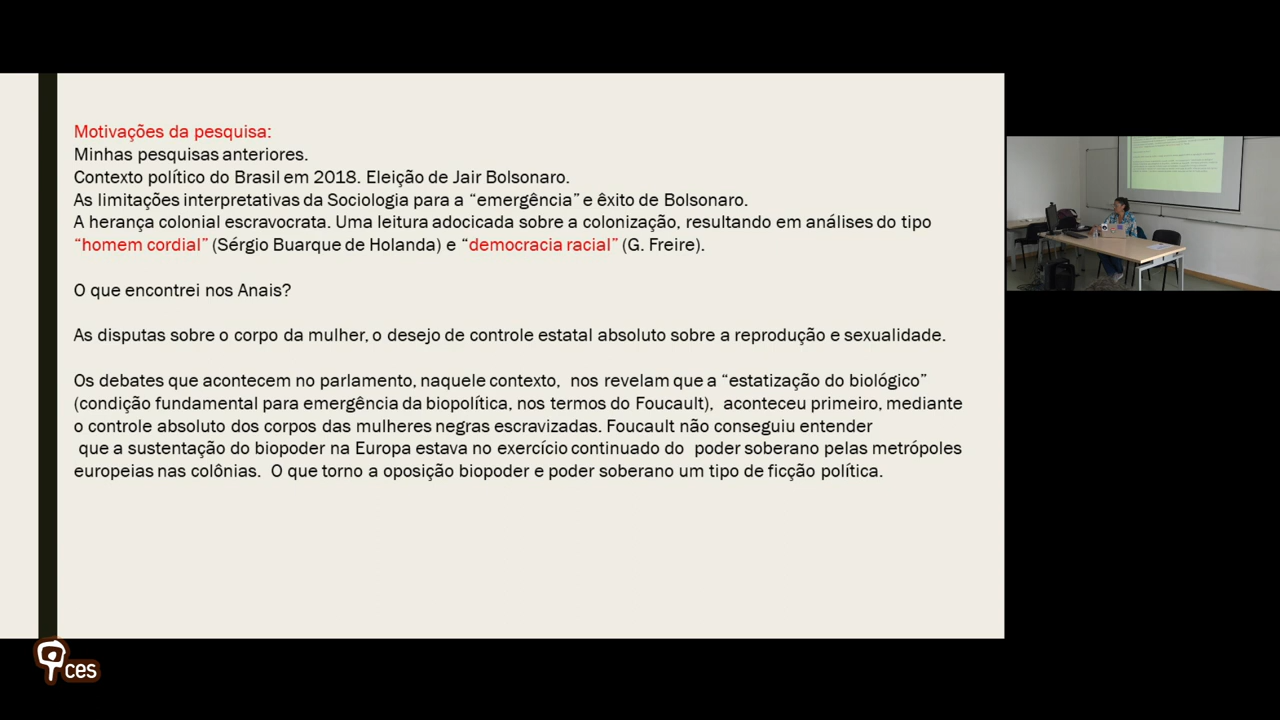 Motivações da pesquisa:
Minhas pesquisas anteriores.
Contexto político do Brasil em 2018. Eleição de Jair Bolsonaro.
As limitações interpretativas da Sociologia para a “emergência” e êxito de Bolsonaro.
A herança colonial escravocrata. Uma leitura adocicada sobre a colonização, resultando em análises do tipo
“homem cordial” (Sérgio Buarque de Holanda) e “democracia racial” (G. Freire).
O que encontrei nos Anais?
As disputas sobre o corpo da mulher, o desejo de controle estatal absoluto sobre a reprodução e sexualidade.
Os debates que acontecem no parlamento, naquele contexto, nos revelam que a “estatização do biológico”
(condição fundamental para emergência da biopolítica, nos termos do Foucault), aconteceu primeiro, mediante
o controle absoluto dos corpos das mulheres negras escravizadas. Foucault não conseguiu entender
que a sustentação do biopoder na Europa estava no exercício continuado do poder soberano pelas metrópoles
europeias nas colônias. O que torno a oposição biopoder e poder soberano um tipo de ficção política.
ces